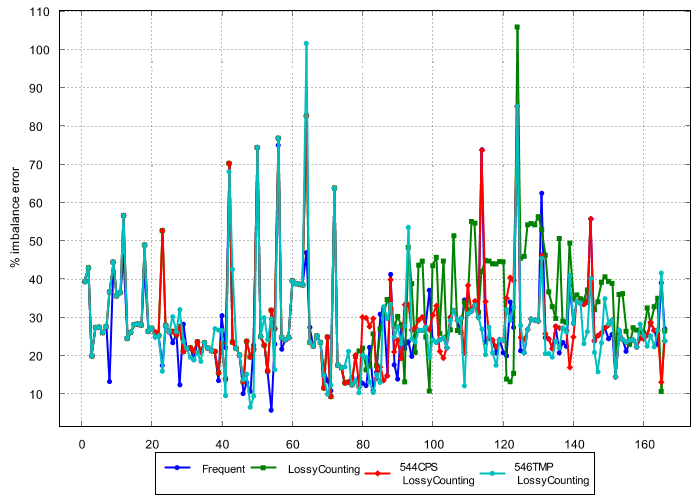 110
100
90
80
70
60
50
40
30
20
10
% imbalance error
0 20 40 60 80 100 120 140 160
Frequent LossyCounting 544CPS 546TMP
LossyCounting LossyCounting